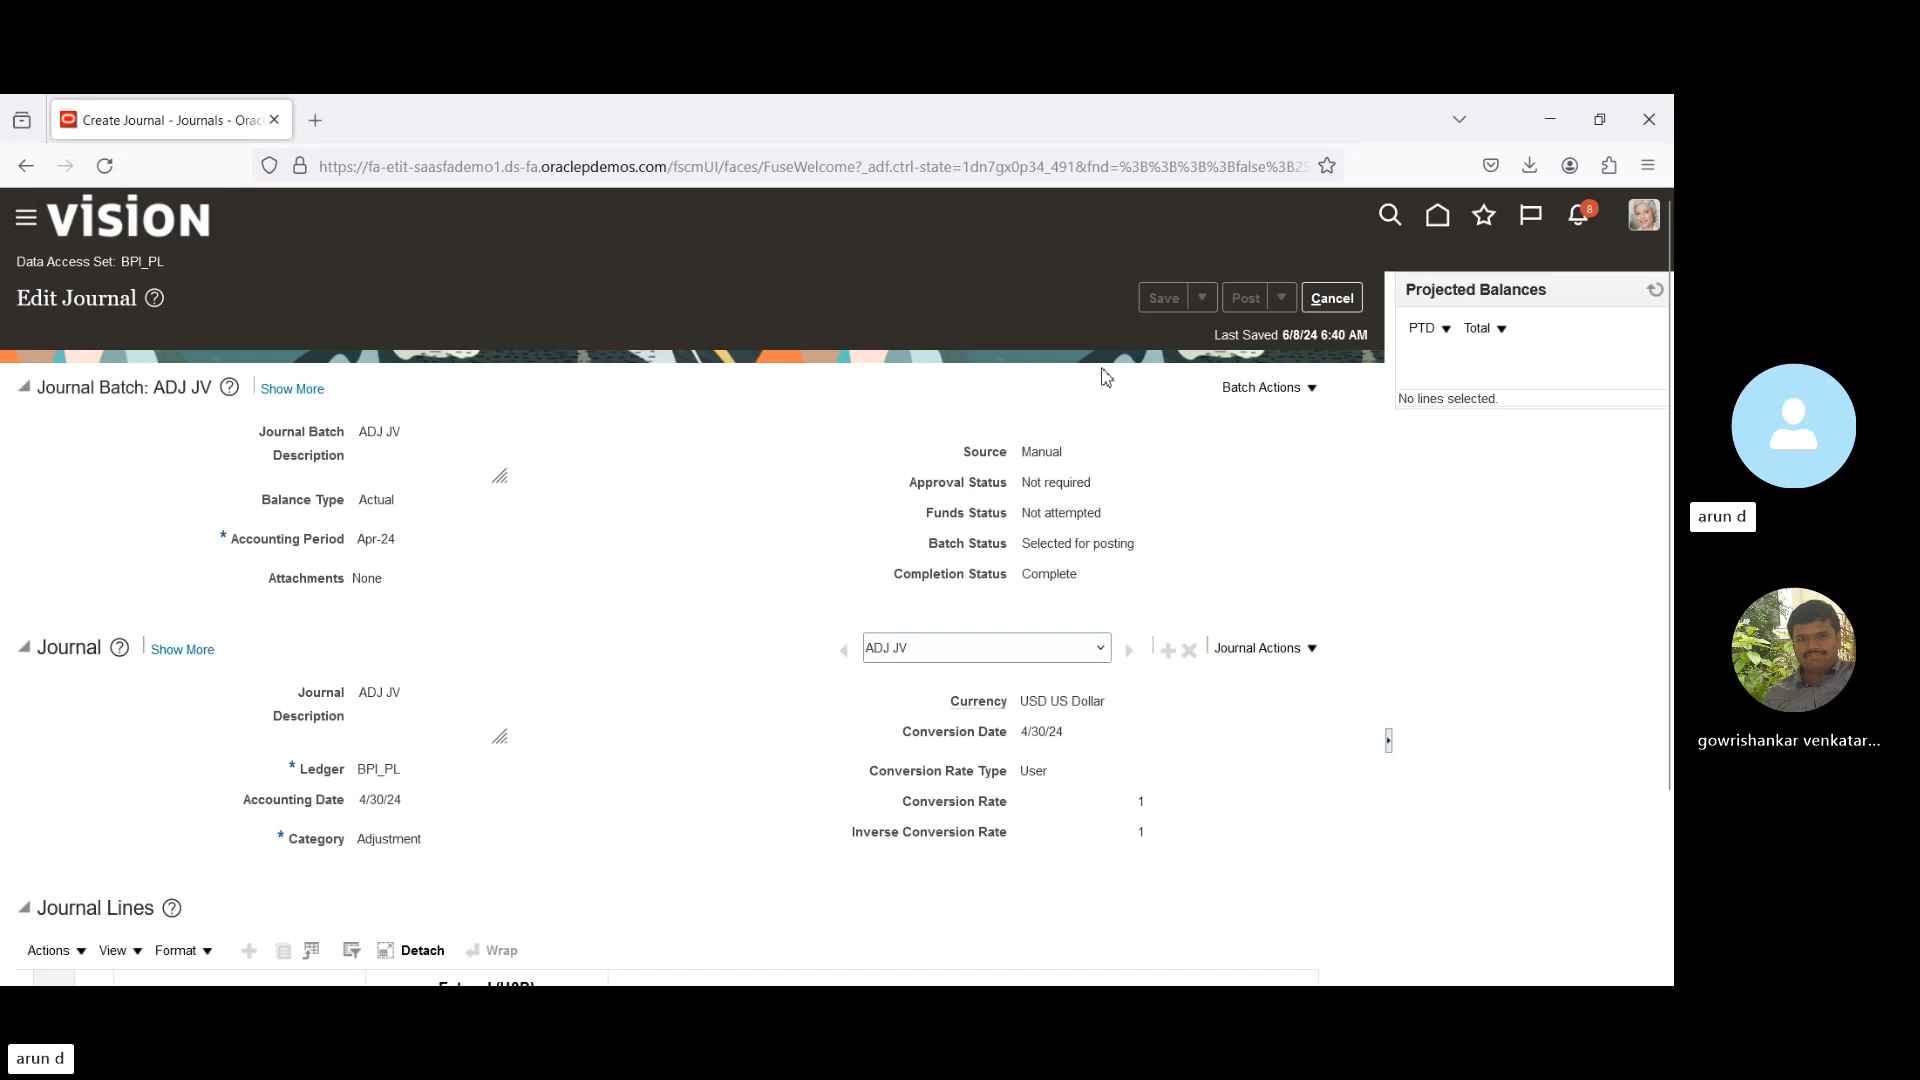 Create Journal - Journals - Orac
https://fa-etit-saasfademo1.ds-fa.oraclepdemos.com/fscmUI/faces/FuseWelcome?_adf.ctrl-state=1dn7gx0p34_491&fnd=%3B%3B%3B%3Bfalse%3B25
vision
8
Data Access Set: BPI_PL
Edit Journal ?
Save Post Cancel
Last Saved 6/8/24 6:40 AM
Projected Balances
PTD Total
No lines selected.
Journal Batch: ADJ JV ? Show More
Batch Actions
Journal Batch ADJ JV
Description
Balance Type Actual
* Accounting Period Apr-24
Attachments None
Source Manual
Approval Status Not required
Funds Status Not attempted
Batch Status Selected for posting
Completion Status Complete
Journal ? Show More
ADJ JV
Journal Actions
Journal ADJ JV
Description
* Ledger BPI_PL
Accounting Date 4/30/24
* Category Adjustment
Currency USD US Dollar
Conversion Date 4/30/24
Conversion Rate Type User
Conversion Rate 1
Inverse Conversion Rate 1
Journal Lines ?
Actions View Format Detach Wrap
arun d
gowrishankar venkatar...
arun d